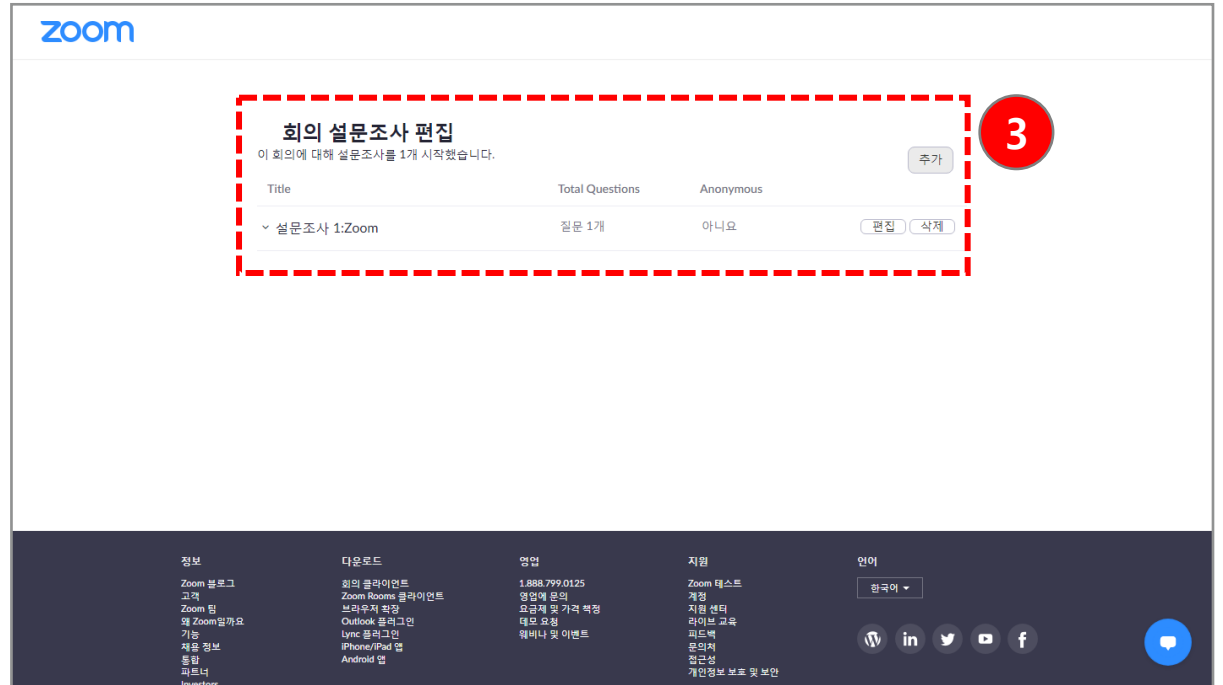 zoom
회의 설문조사 편집
이 회의에 대해 설문조사를 1개 시작했습니다.
추가
3
Title Total Questions Anonymous
설문조사 1:Zoom 질문 1개 아니요 편집 삭제
정보
Zoom 블로그
고객
Zoom 팀
왜 Zoom일까요
기능
채용 정보
통합
파트너
Investors
다운로드
회의 클라이언트
Zoom Rooms 클라이언트
브라우저 확장
Outlook 플러그인
Lync 플러그인
iPhone/iPad 앱
Android 앱
영업
1.888.799.0125
영업에 문의
요금제 및 가격 책정
데모 요청
웨비나 및 이벤트
지원
Zoom 테스트
계정
지원 센터
라이브 교육
피드백
문의처
접근성
개인정보 보호 및 보안
언어
한국어